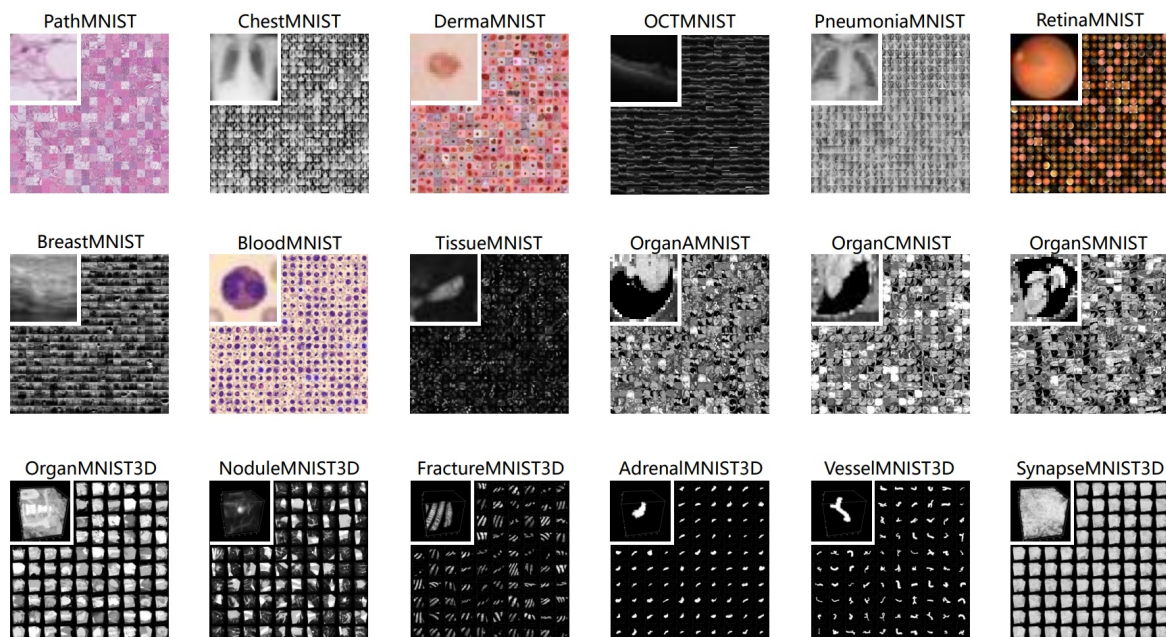 PathMNIST ChestMNIST DermaMNIST OCTMNIST PneumoniaMNIST RetinaMNIST
BreastMNIST BloodMNIST TissueMNIST OrganAMNIST OrganCMNIST OrganSMNIST
OrganMNIST3D NoduleMNIST3D FractureMNIST3D AdrenalMNIST3D VesselMNIST3D SynapseMNIST3D